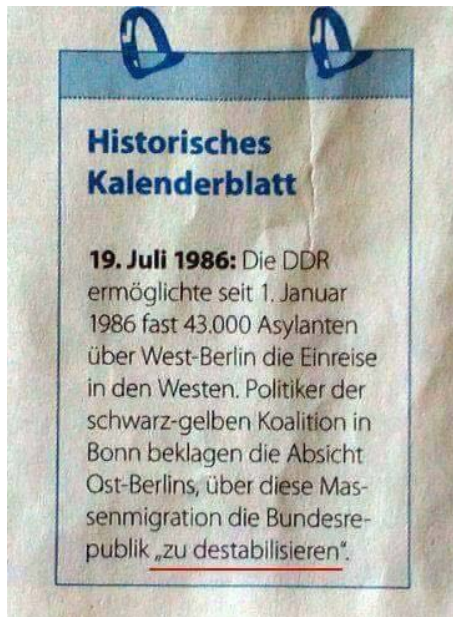 Historisches
Kalenderblatt
19. Juli 1986: Die DDR
ermöglichte seit 1. Januar
1986 fast 43.000 Asylanten
über West-Berlin die Einreise
in den Westen. Politiker der
schwarz-gelben Koalition in
Bonn beklagen die Absicht
Ost-Berlins, über diese Mas-
senmigration die Bundesre-
publik „zu destabilisieren“.